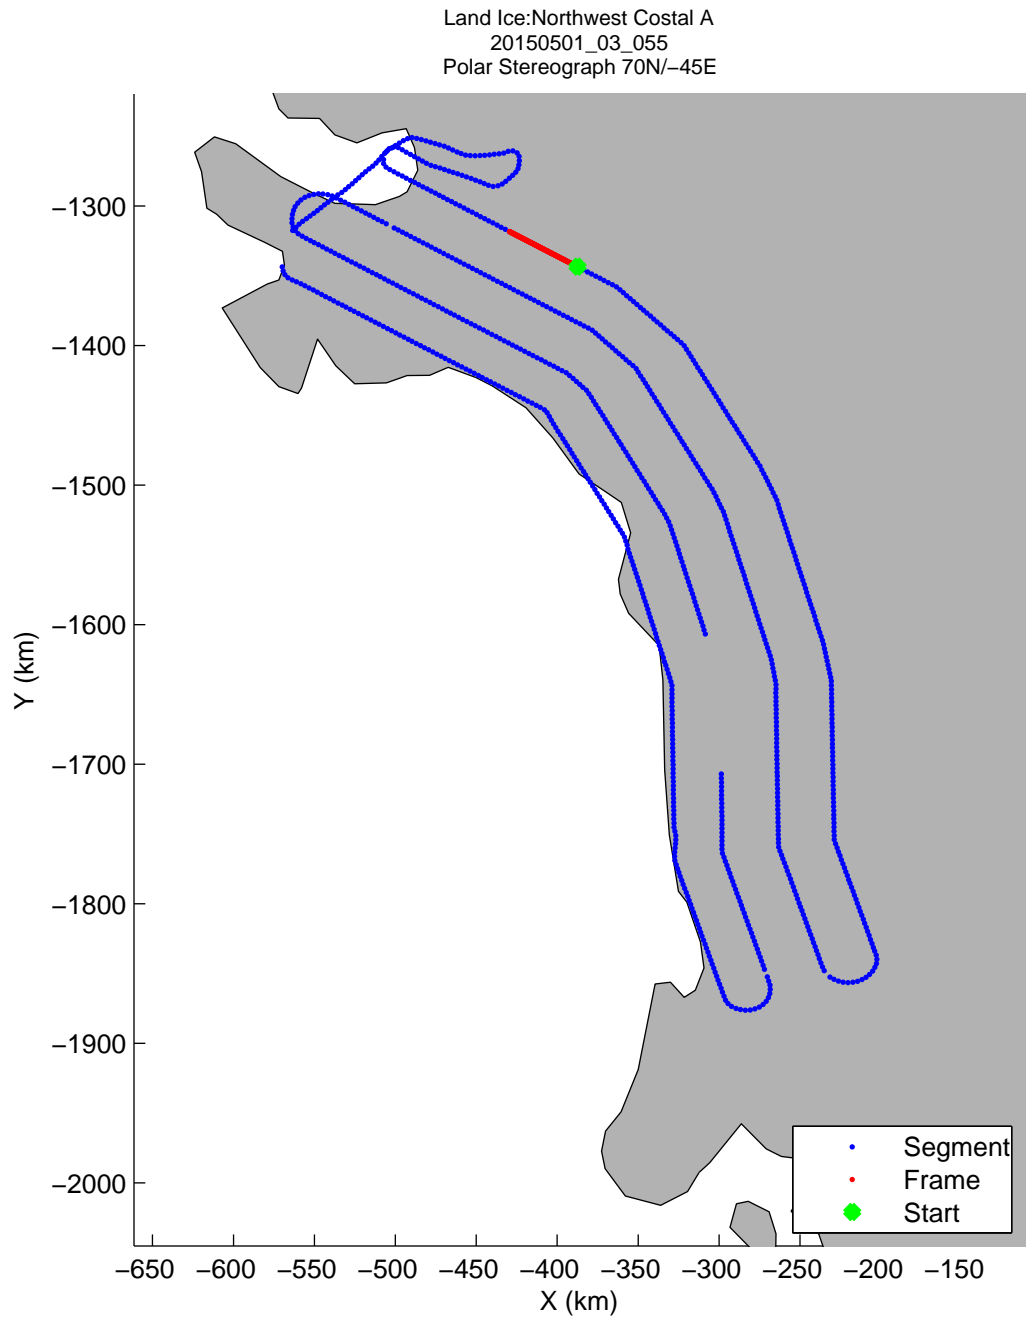 Land Ice:Northwest Costal A
20150501_03_055
Polar Stereograph 70N/−45E
−1300
−1400
−1500
−1600
−1700
−1800
−1900
−2000
Y (km)
Segment
Frame
Start
−650 −600 −550 −500 −450 −400 −350 −300 −250 −200 −150
X (km)